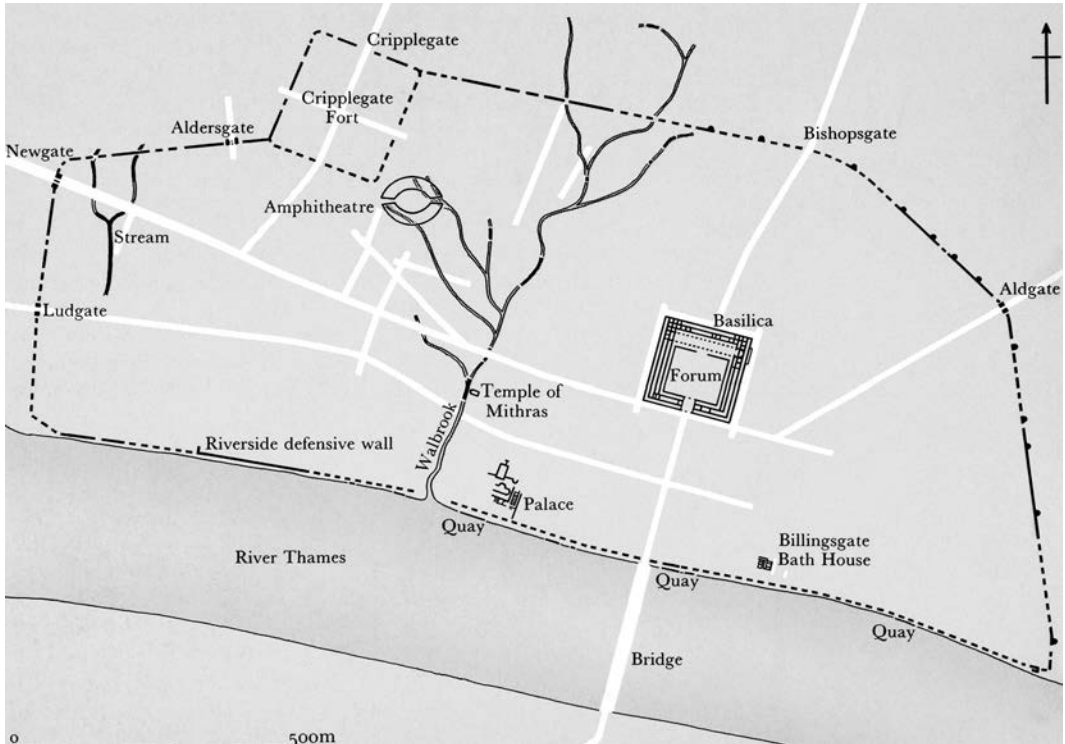 Cripplegate
Cripplegate
Fort
Aldersgate
Bishopsgate
Newgate
Amphitheatre
Stream
Aldgate
Ludgate
Basilica
Forum
Temple of
Mithras
Walbrook
Riverside defensive wall
Palace
Quay
Billingsgate
Bath House
River Thames
Quay
Quay
Bridge
0
500m